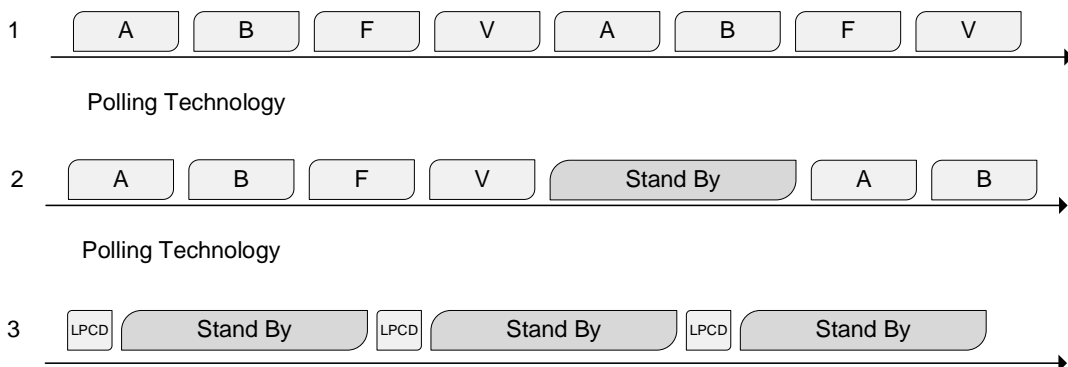 1 A B F V A B F V
Polling Technology
2 A B F V Stand By A B
Polling Technology
3 LPCD Stand By LPCD Stand By LPCD Stand By